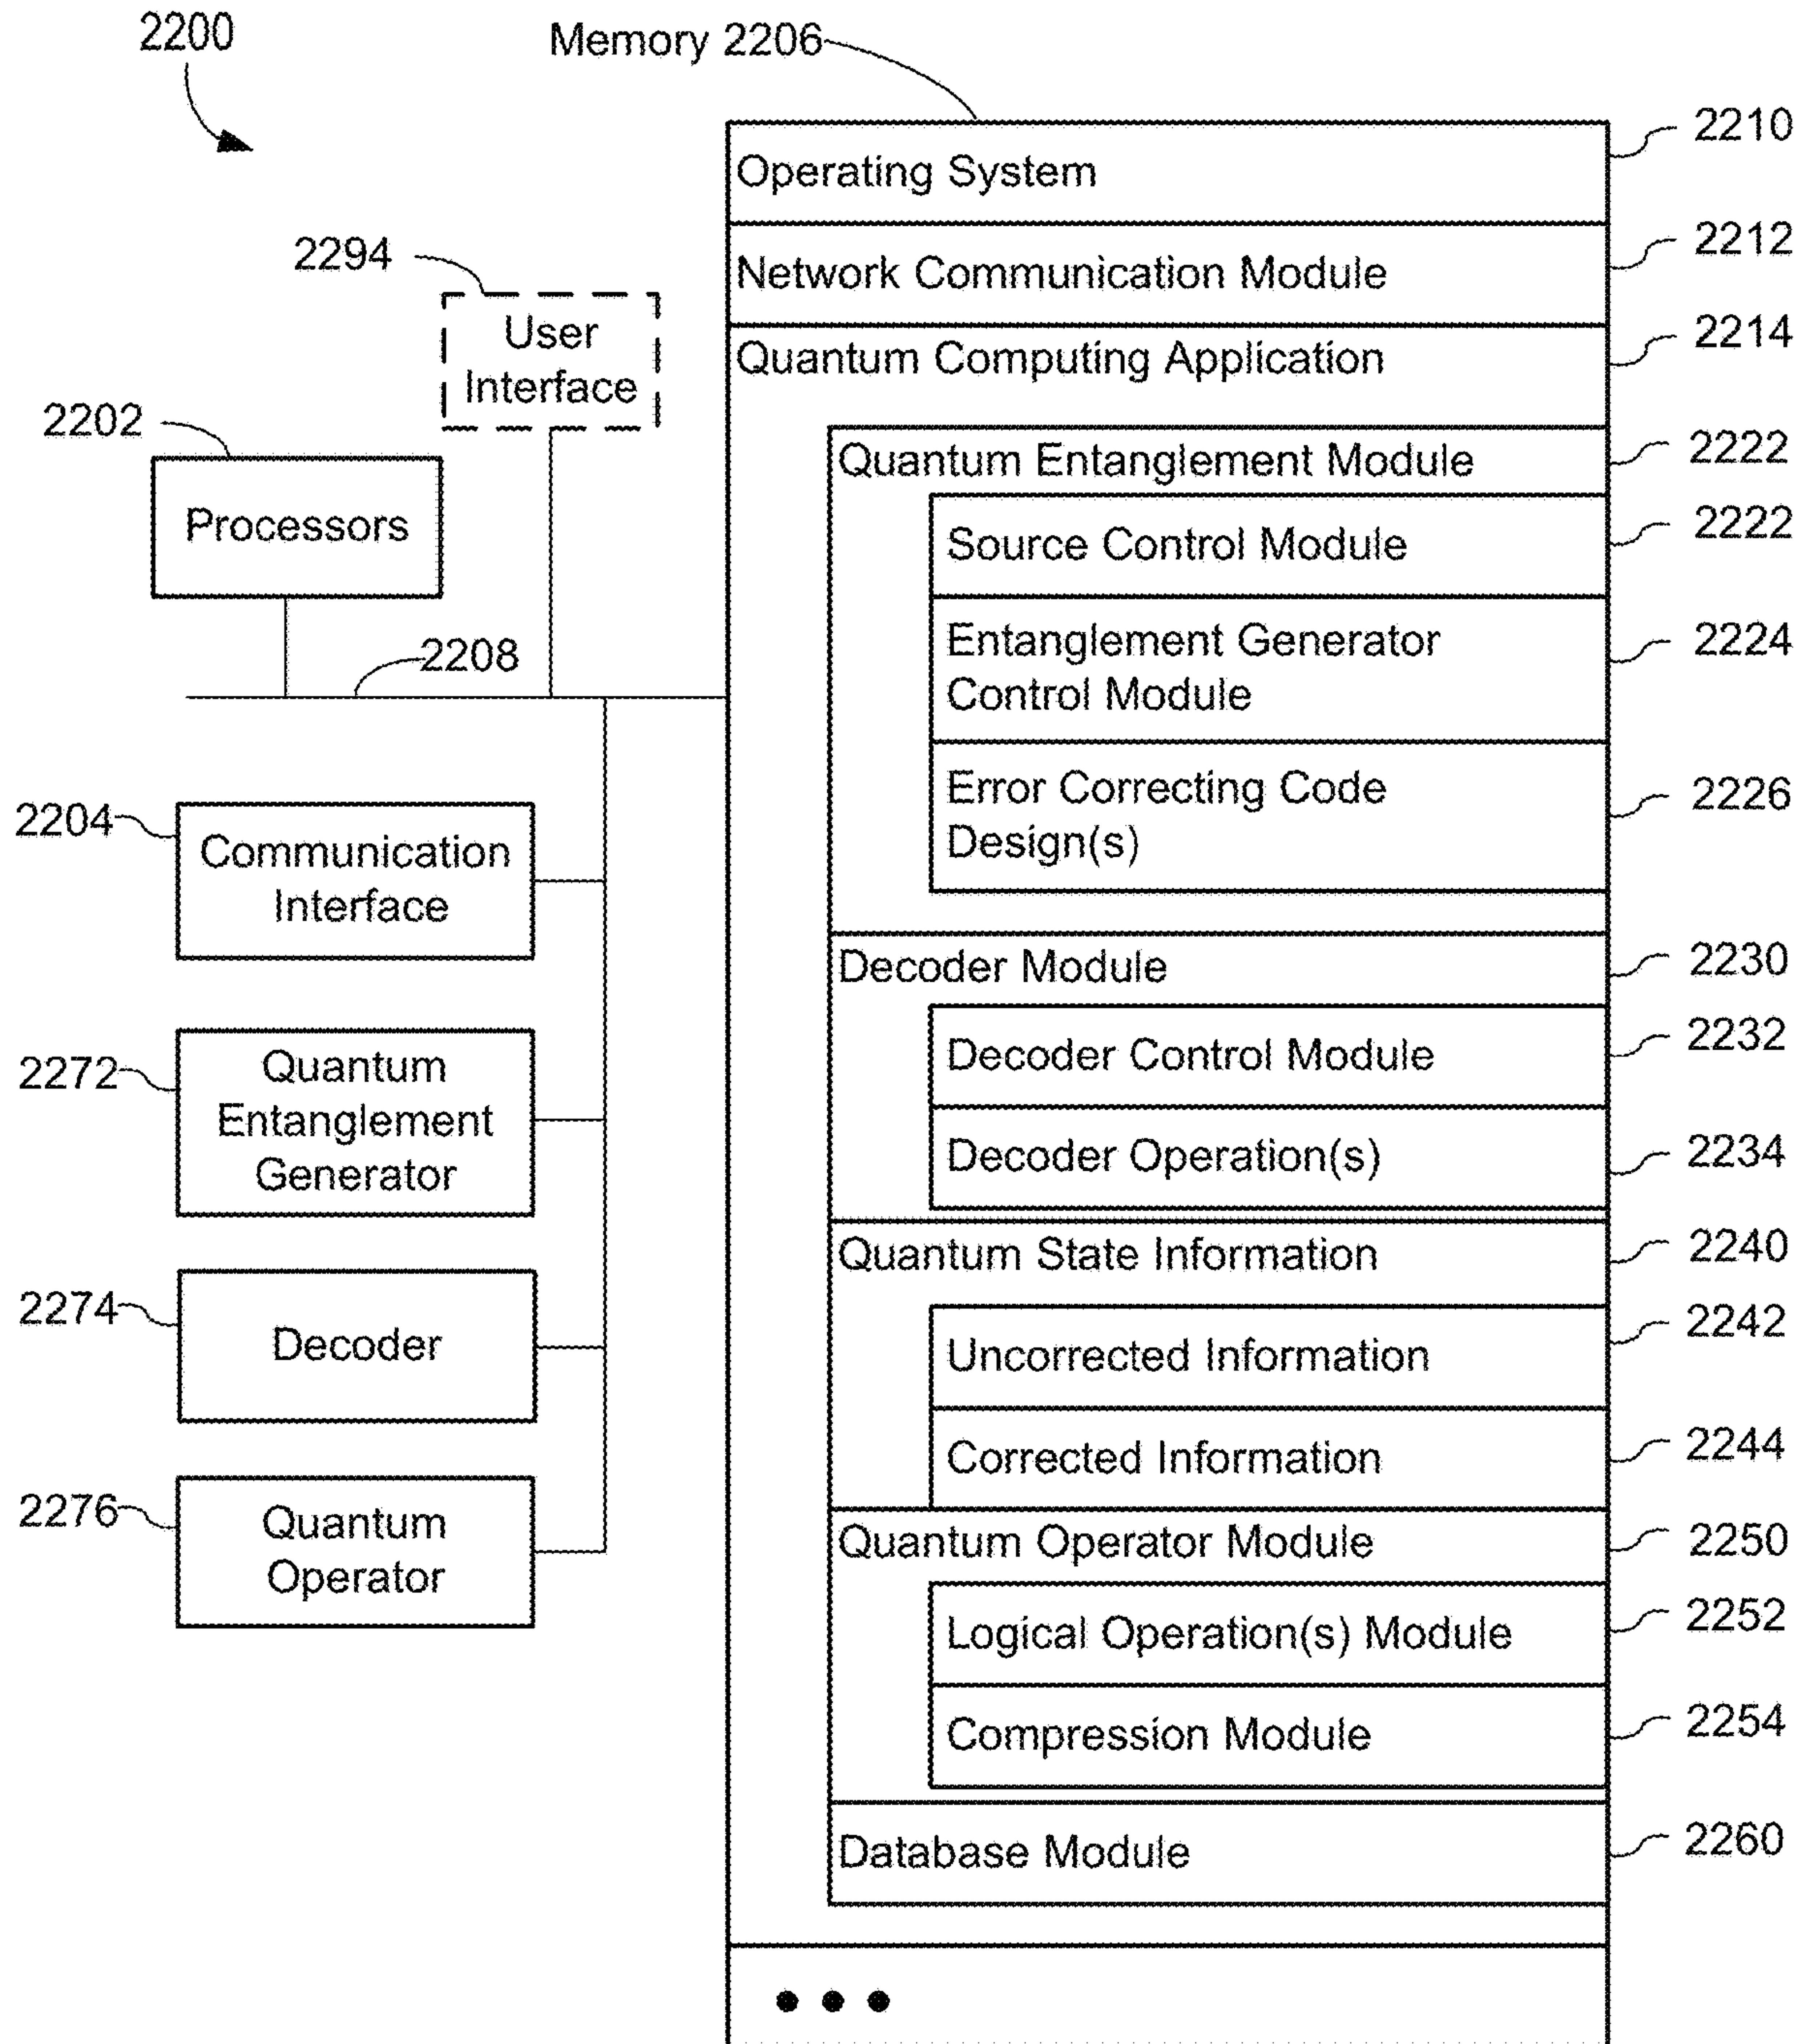 2200
Memory 2206
2210
Operating System
2212
Network Communication Module
2294
User
Interface
2214
Quantum Computing Application
2202
Processors
2222
Quantum Entanglement Module
2222
Source Control Module
2208
2224
Entanglement Generator
Control Module
2204
Communication
Interface
2226
Error Correcting Code
Design(s)
2230
Decoder Module
2272
Quantum
Entanglement
Generator
2232
Decoder Control Module
2234
Decoder Operation(s)
2240
Quantum State Information
2274
Decoder
2242
Uncorrected Information
2244
Corrected Information
2276
Quantum
Operator
2250
Quantum Operator Module
2252
Logical Operation(s) Module
2254
Compression Module
2260
Database Module
• • •